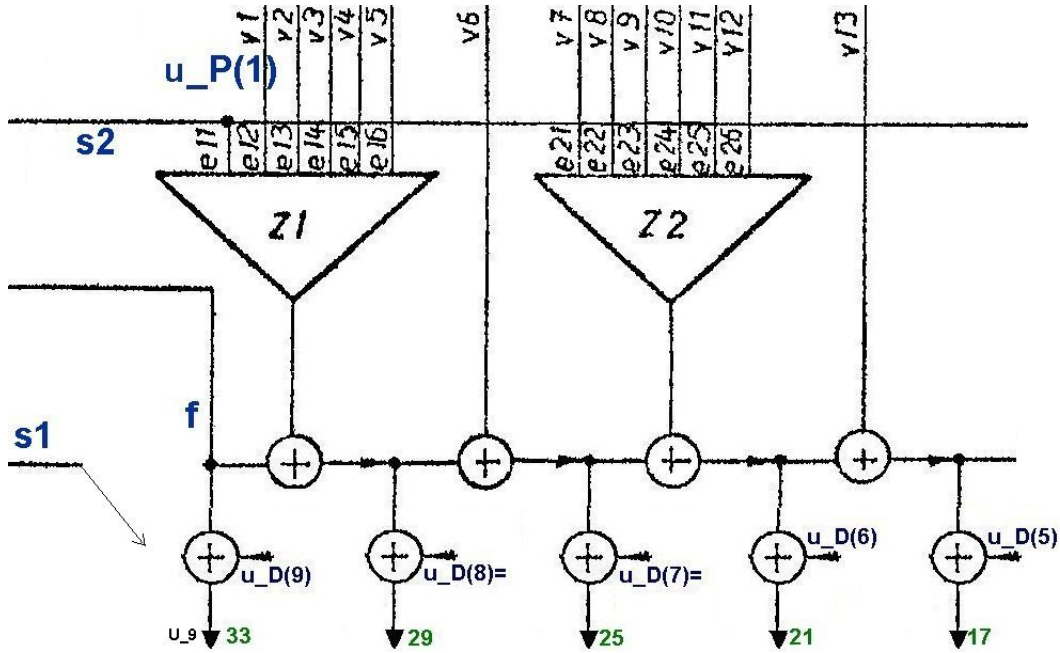 v1 v2 v3 v4 v5 v6 v7 v8 v9 v10 v11 v12 v13
u_P(1)
s2
e11 e12 e13 e14 e15 e16 e21 e22 e23 e24 e25 e26
Z1 Z2
f
s1
u_D(9) u_D(8)= u_D(7)= u_D(6) u_D(5)
U_9 33 29 25 21 17